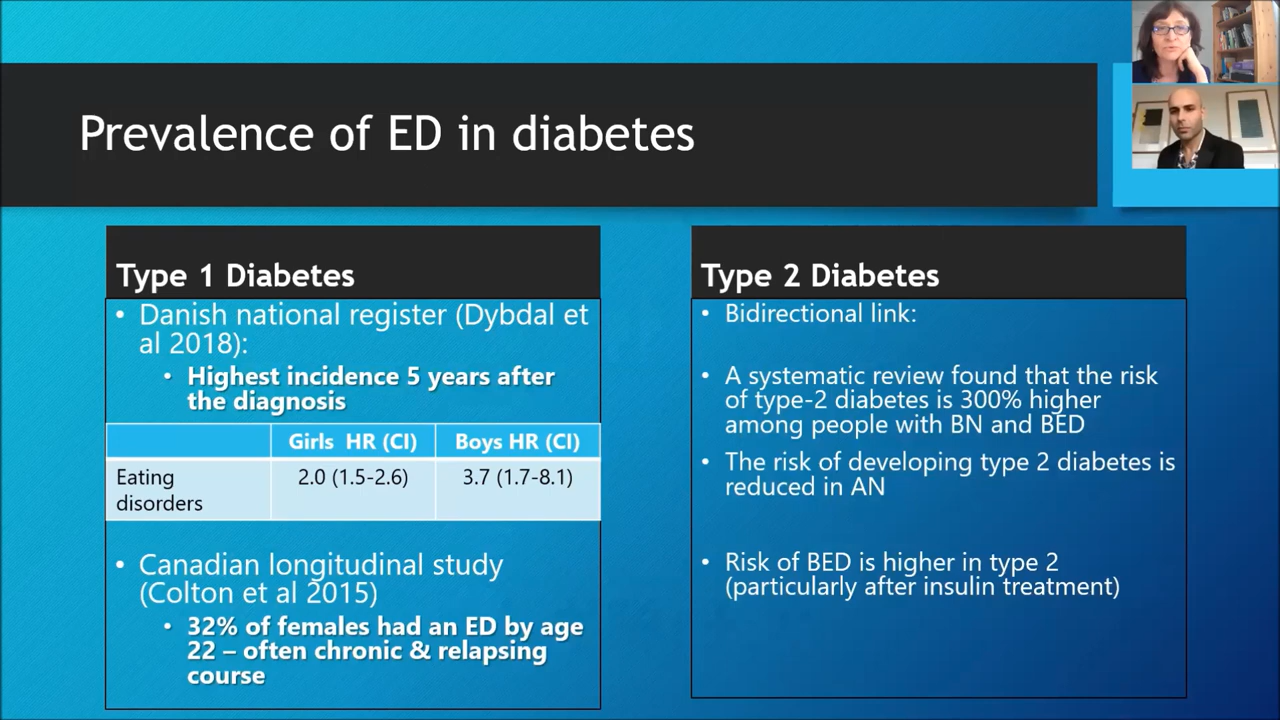 Prevalence of ED in diabetes
Type 1 Diabetes
• Danish national register (Dybdal et
al 2018):
• Highest incidence 5 years after
the diagnosis
Girls HR (CI) Boys HR (CI)
Eating 2.0 (1.5-2.6) 3.7 (1.7-8.1)
disorders
• Canadian longitudinal study
(Colton et al 2015)
• 32% of females had an ED by age
22 – often chronic & relapsing
course
Type 2 Diabetes
• Bidirectional link:
• A systematic review found that the risk
of type-2 diabetes is 300% higher
among people with BN and BED
• The risk of developing type 2 diabetes is
reduced in AN
• Risk of BED is higher in type 2
(particularly after insulin treatment)